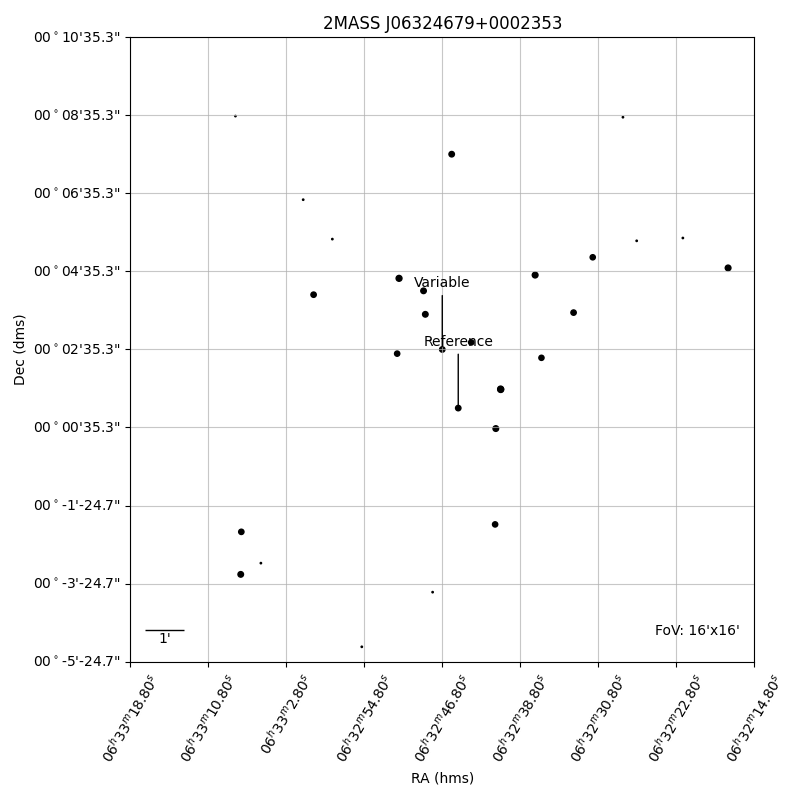 2MASS J06324679+0002353
00°10'35.3"
00°08'35.3"
00°06'35.3"
00°04'35.3"
00°02'35.3"
00°00'35.3"
00°-1'-24.7"
00°-3'-24.7"
00°-5'-24.7"
Dec (dms)
Variable
Reference
1'
FoV: 16'x16'
06ʰ33ᵐ18.80ˢ
06ʰ33ᵐ10.80ˢ
06ʰ33ᵐ2.80ˢ
06ʰ32ᵐ54.80ˢ
06ʰ32ᵐ46.80ˢ
06ʰ32ᵐ38.80ˢ
06ʰ32ᵐ30.80ˢ
06ʰ32ᵐ22.80ˢ
06ʰ32ᵐ14.80ˢ
RA (hms)